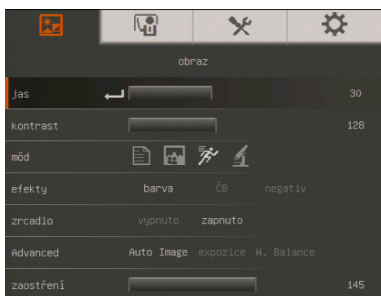 obraz
jas 30
kontrast 128
mód
efekty barva ČB negativ
zrcadlo vypnuto zapnuto
Advanced Auto Image expozice W. Balance
zaostření 145